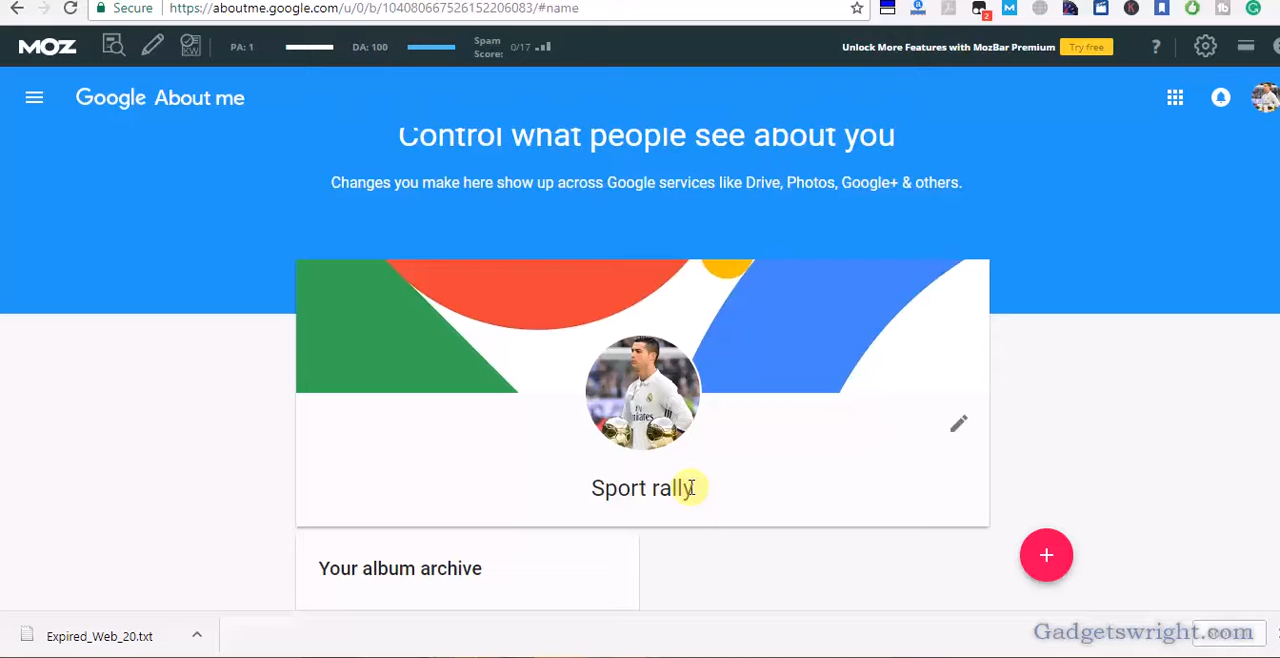 Secure https://aboutme.google.com/u/0/b/104080667526152206083/#name
2
MOZ PA: 1 DA: 100 Spam Score: 0/17 Unlock More Features with MozBar Premium Try free ?
Google About me
Control what people see about you
Changes you make here show up across Google services like Drive, Photos, Google+ & others.
Sport rally
Your album archive
Expired_Web_20.txt
Gadgetswright.com